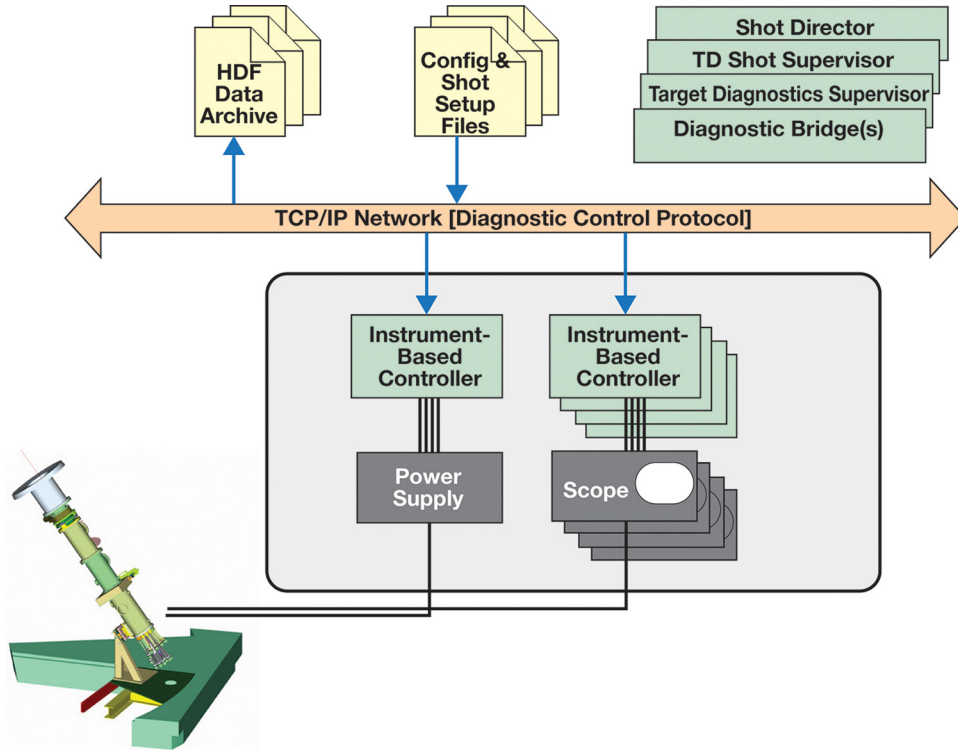 HDF
Data
Archive
Config &
Shot
Setup
Files
Shot Director
TD Shot Supervisor
Target Diagnostics Supervisor
Diagnostic Bridge(s)
TCP/IP Network [Diagnostic Control Protocol]
Instrument-
Based
Controller
Instrument-
Based
Controller
Power
Supply
Scope